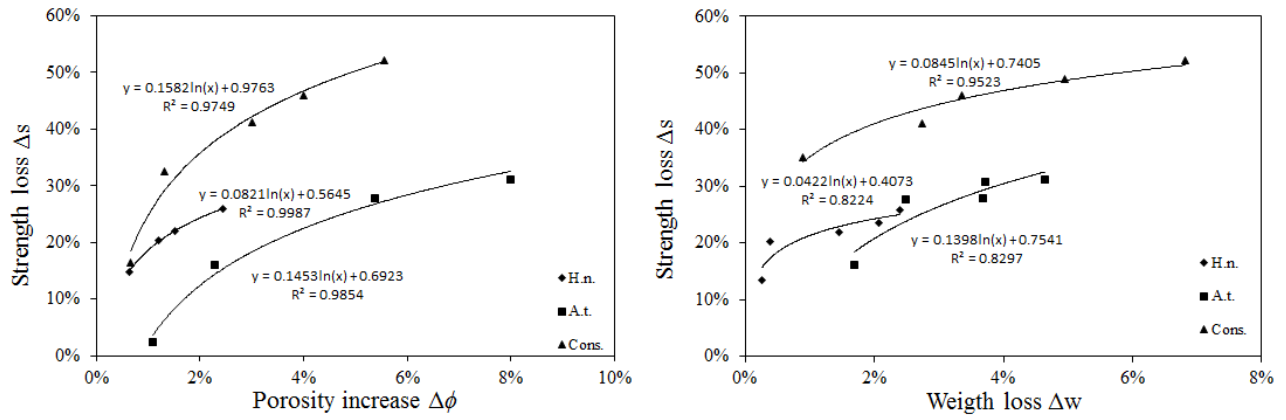 Strength loss Δs
60%
50%
40%
30%
20%
10%
0%
y = 0.1582ln(x) + 0.9763
R² = 0.9749
y = 0.0821ln(x) + 0.5645
R² = 0.9987
y = 0.1453ln(x) + 0.6923
R² = 0.9854
H.n.
A.t.
Cons.
0% 2% 4% 6% 8% 10%
Porosity increase Δϕ
Strength loss Δs
60%
50%
40%
30%
20%
10%
0%
y = 0.0845ln(x) + 0.7405
R² = 0.9523
y = 0.0422ln(x) + 0.4073
R² = 0.8224
y = 0.1398ln(x) + 0.7541
R² = 0.8297
H.n.
A.t.
Cons.
0% 2% 4% 6% 8%
Weigth loss Δw